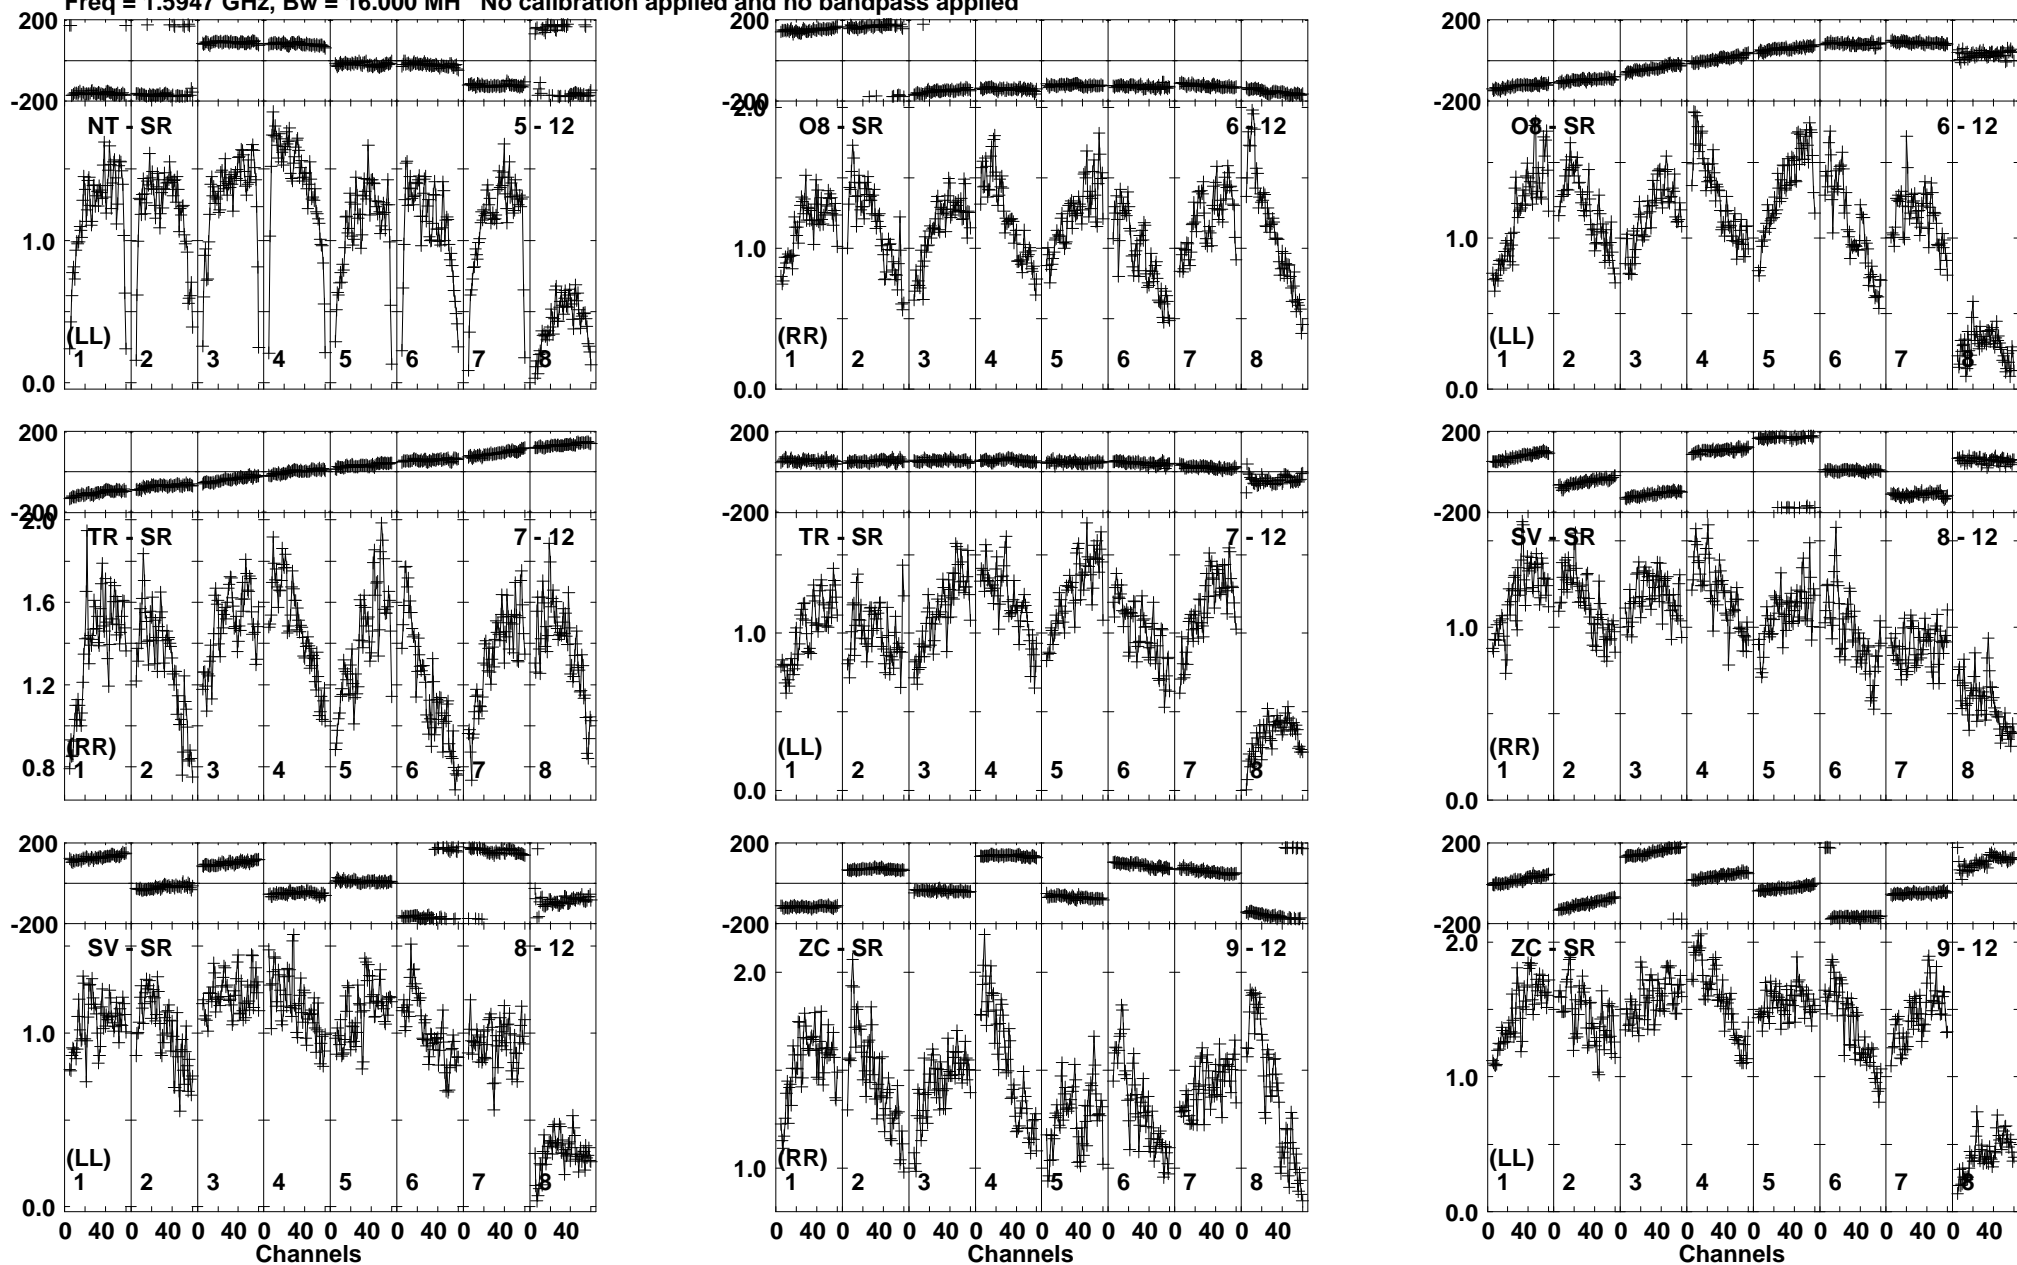 Freq = 1.5947 GHz, Bw = 16.000 MH No calibration applied and no bandpass applied
200 200 200
-200 -200 -200
2.0
NT - SR 5 - 12 O8 - SR 6 - 12 O8 - SR 6 - 12
1.0 1.0 1.0
(LL) (RR) (LL)
1 2 3 4 5 6 7 8 1 2 3 4 5 6 7 8 1 2 3 4 5 6 7 8
0.0 0.0 0.0
200 200 200
-200 -200 -200
2.0
TR - SR 7 - 12 TR - SR 7 - 12 SV - SR 8 - 12
1.6 1.0 1.0
1.2
(RR) (LL) (RR)
0.8 1 2 3 4 5 6 7 8 1 2 3 4 5 6 7 8 1 2 3 4 5 6 7 8
0.0 0.0
200 200 200
-200 -200 -200
SV - SR 8 - 12 ZC - SR 9 - 12 ZC - SR 9 - 12
2.0 2.0
1.0 1.0 1.0
(LL) (RR) (LL)
1 2 3 4 5 6 7 8 1 2 3 4 5 6 7 8 1 2 3 4 5 6 7 8
0.0 0.0
0 40 0 40 0 40 0 40 0 40 0 40 0 40 0 40 0 40 0 40 0 40 0 40 0 40 0 40 0 40 0 40 0 40 0 40 0 40 0 40 0 40 0 40 0 40 0 40
Channels Channels Channels